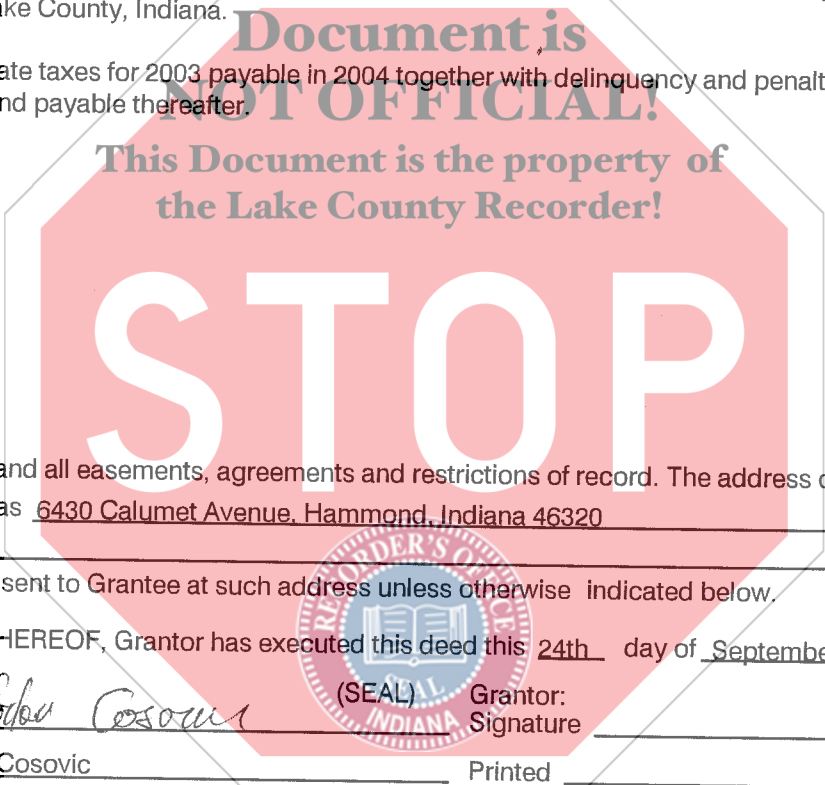 ke County, Indiana.
Document is
ate taxes for 2003 payable in 2004 together with delinquency and penalt
NOT OFFICIAL!
nd payable thereafter.
This Document is the property of
the Lake County Recorder!
STOP
and all easements, agreements and restrictions of record. The address
as 6430 Calumet Avenue, Hammond, Indiana 46320
RECORDER'S OFFICE
sent to Grantee at such address unless otherwise indicated below.
HEREOF, Grantor has executed this deed this 24th day of Septembe
SEAL
INDIANA
(SEAL) Grantor:
Cosovic Signature
Cosovic Printed